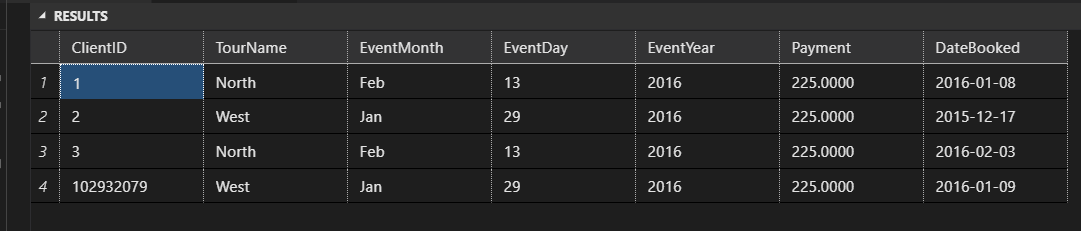 RESULTS
ClientID TourName EventMonth EventDay EventYear Payment DateBooked
1 1 North Feb 13 2016 225.0000 2016-01-08
2 2 West Jan 29 2016 225.0000 2015-12-17
3 3 North Feb 13 2016 225.0000 2016-02-03
4 102932079 West Jan 29 2016 225.0000 2016-01-09